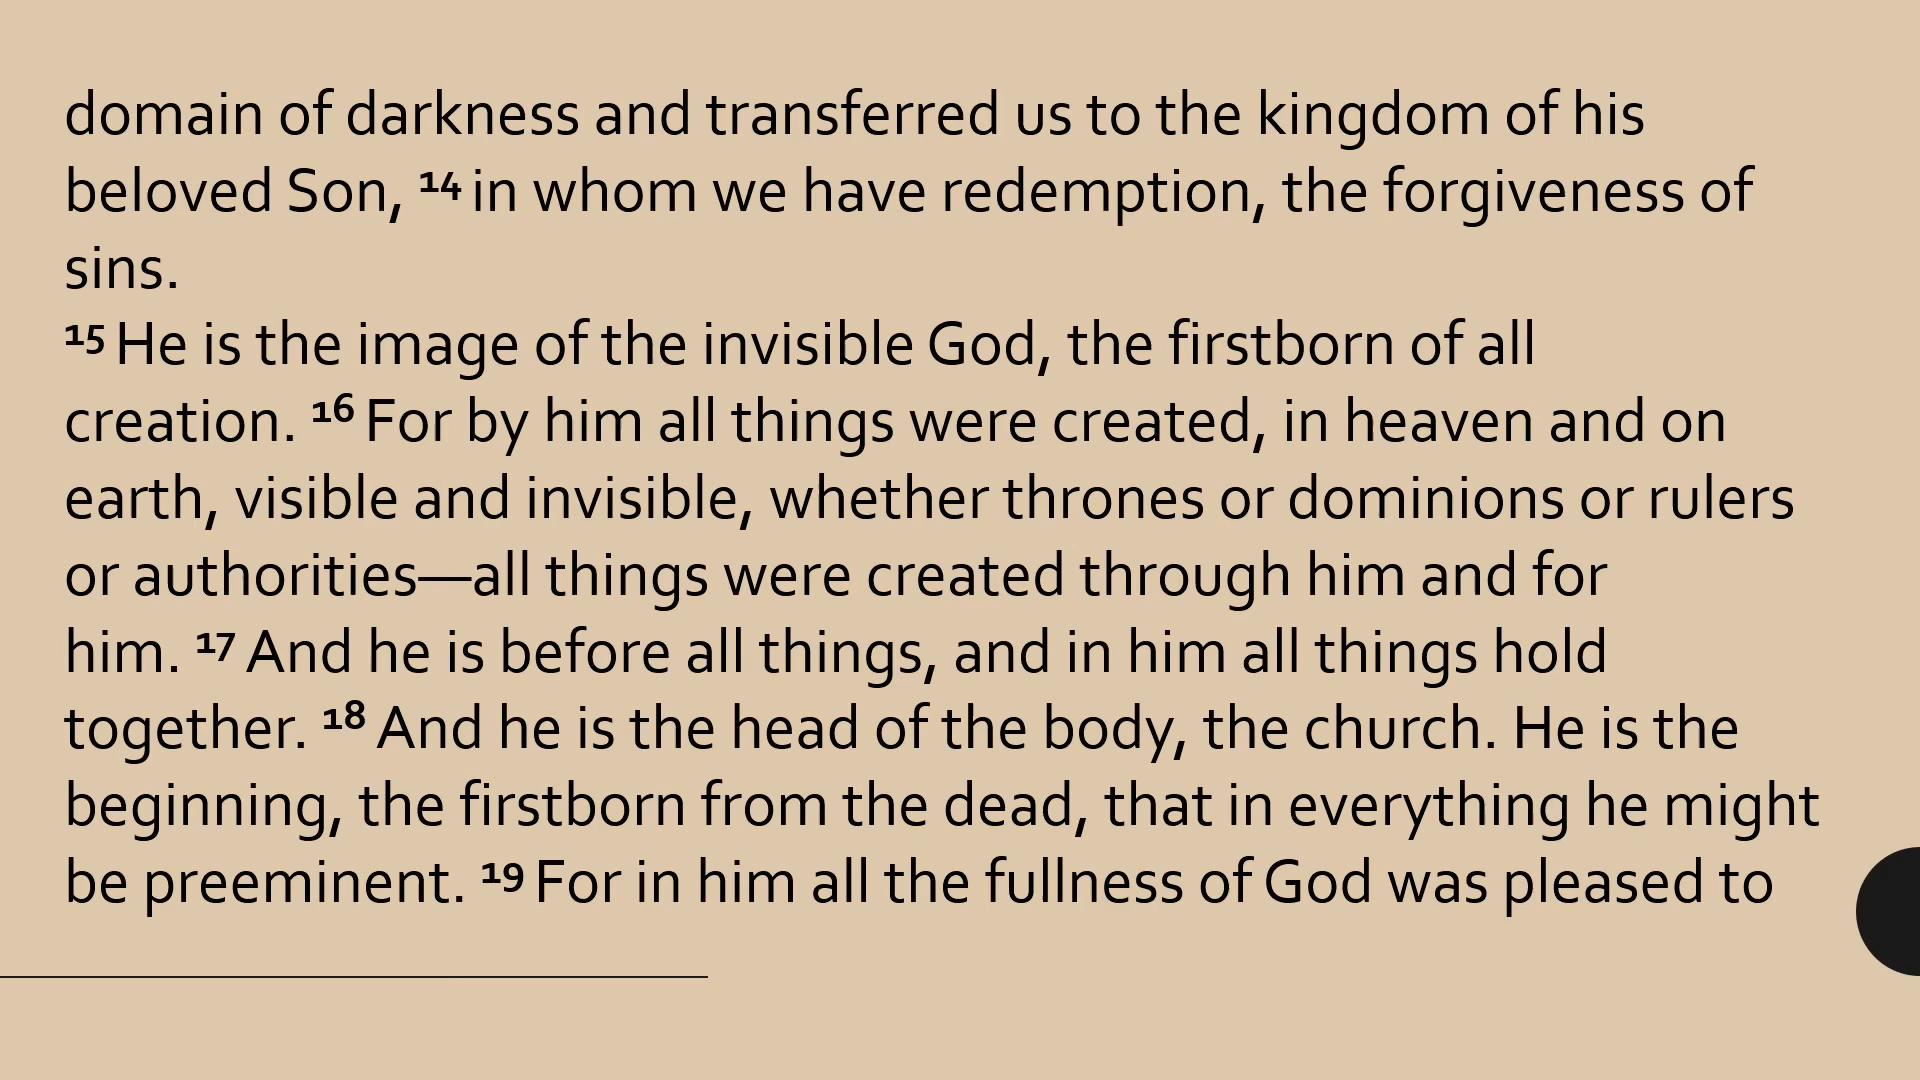 domain of darkness and transferred us to the kingdom of his
beloved Son, ¹⁴ in whom we have redemption, the forgiveness of
sins.
¹⁵ He is the image of the invisible God, the firstborn of all
creation. ¹⁶ For by him all things were created, in heaven and on
earth, visible and invisible, whether thrones or dominions or rulers
or authorities—all things were created through him and for
him. ¹⁷ And he is before all things, and in him all things hold
together. ¹⁸ And he is the head of the body, the church. He is the
beginning, the firstborn from the dead, that in everything he might
be preeminent. ¹⁹ For in him all the fullness of God was pleased to